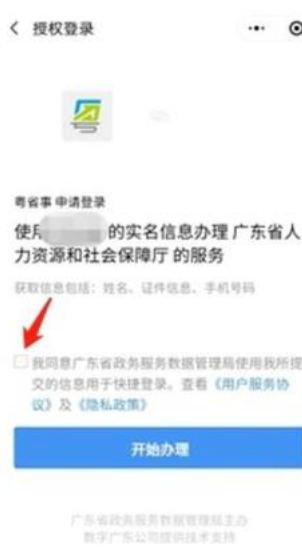 授权登录
粤省事 申请登录
使用 的实名信息办理 广东省人
力资源和社会保障厅 的服务
获取信息包括：姓名、证件信息、手机号码
我同意广东省政务服务数据管理局使用我所提
交的信息用于快捷登录。查看《用户服务协
议》及《隐私政策》
开始办理
广东省政务服务数据管理局主办
数字广东公司提供技术支持